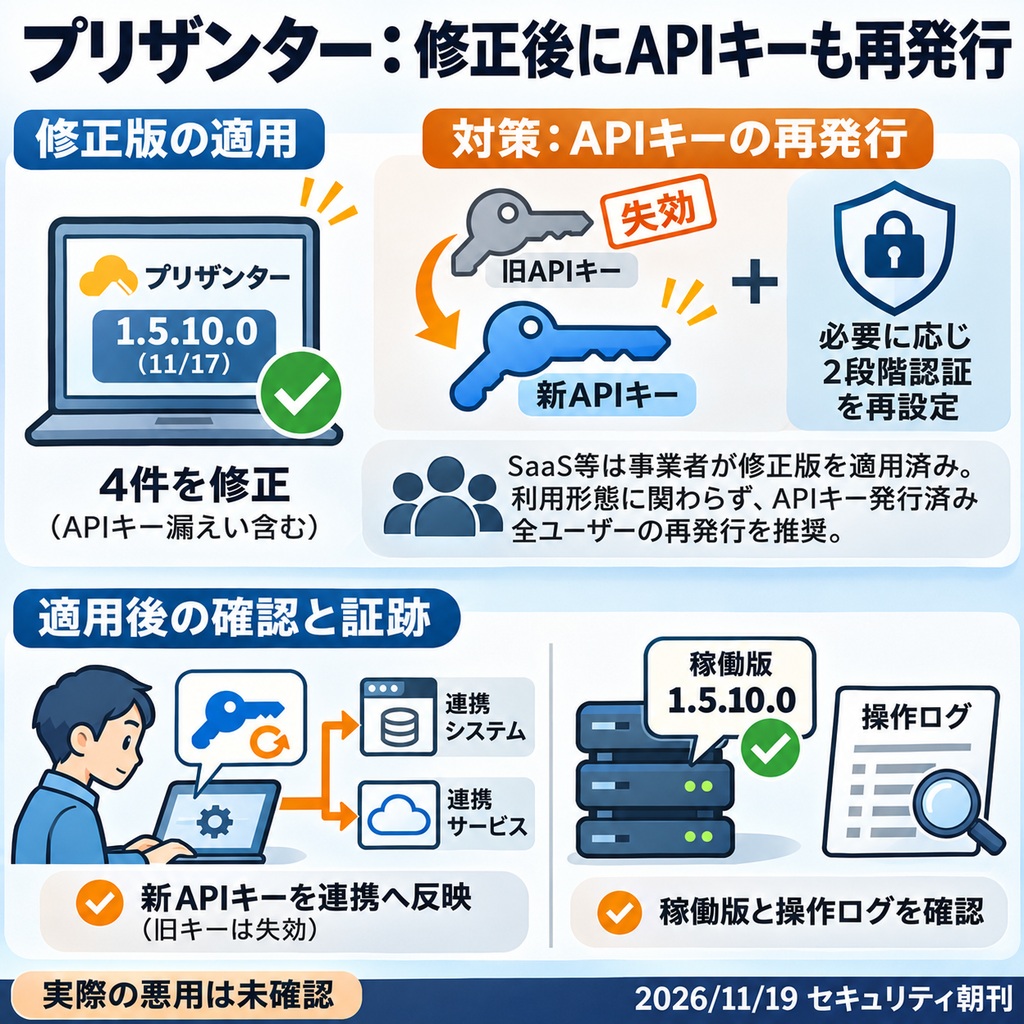 プリザンター：修正後にAPIキーも再発行
修正版の適用
プリザンター
1.5.10.0
(11/17)
4件を修正
（APIキー漏えい含む）
対策：APIキーの再発行
失効
旧APIキー
新APIキー
+
必要に応じ
2段階認証
を再設定
SaaS等は事業者が修正版を適用済み。
利用形態に関わらず、APIキー発行済み
全ユーザーの再発行を推奨。
適用後の確認と証跡
連携
システム
連携
サービス
新APIキーを連携へ反映
（旧キーは失効）
稼働版
1.5.10.0
操作ログ
稼働版と操作ログを確認
実際の悪用は未確認
2026/11/19 セキュリティ朝刊